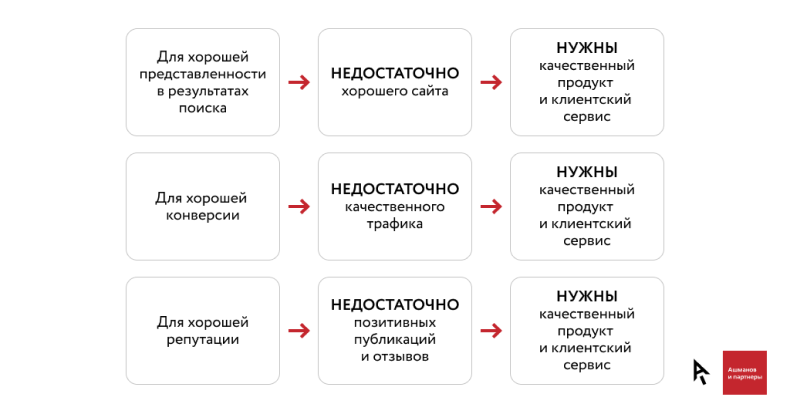 Для хорошей
представленности
в результатах
поиска
НЕДОСТАТОЧНО
хорошего сайта
НУЖНЫ
качественный
продукт
и клиентский
сервис
Для хорошей
конверсии
НЕДОСТАТОЧНО
качественного
трафика
НУЖНЫ
качественный
продукт
и клиентский
сервис
Для хорошей
репутации
НЕДОСТАТОЧНО
позитивных
публикаций
и отзывов
НУЖНЫ
качественный
продукт
и клиентский
сервис
Ашманов
и партнеры